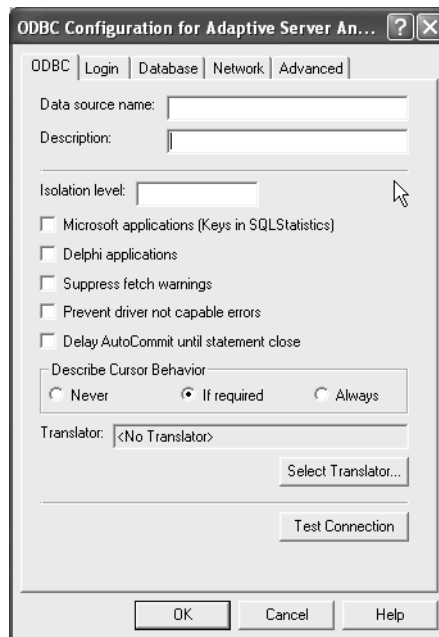 ODBC Configuration for Adaptive Server An... ? X
ODBC Login Database Network Advanced
Data source name:
Description:
Isolation level:
Microsoft applications (Keys in SQLStatistics)
Delphi applications
Suppress fetch warnings
Prevent driver not capable errors
Delay AutoCommit until statement close
Describe Cursor Behavior
Never If required Always
Translator: <No Translator>
Select Translator...
Test Connection
OK Cancel Help